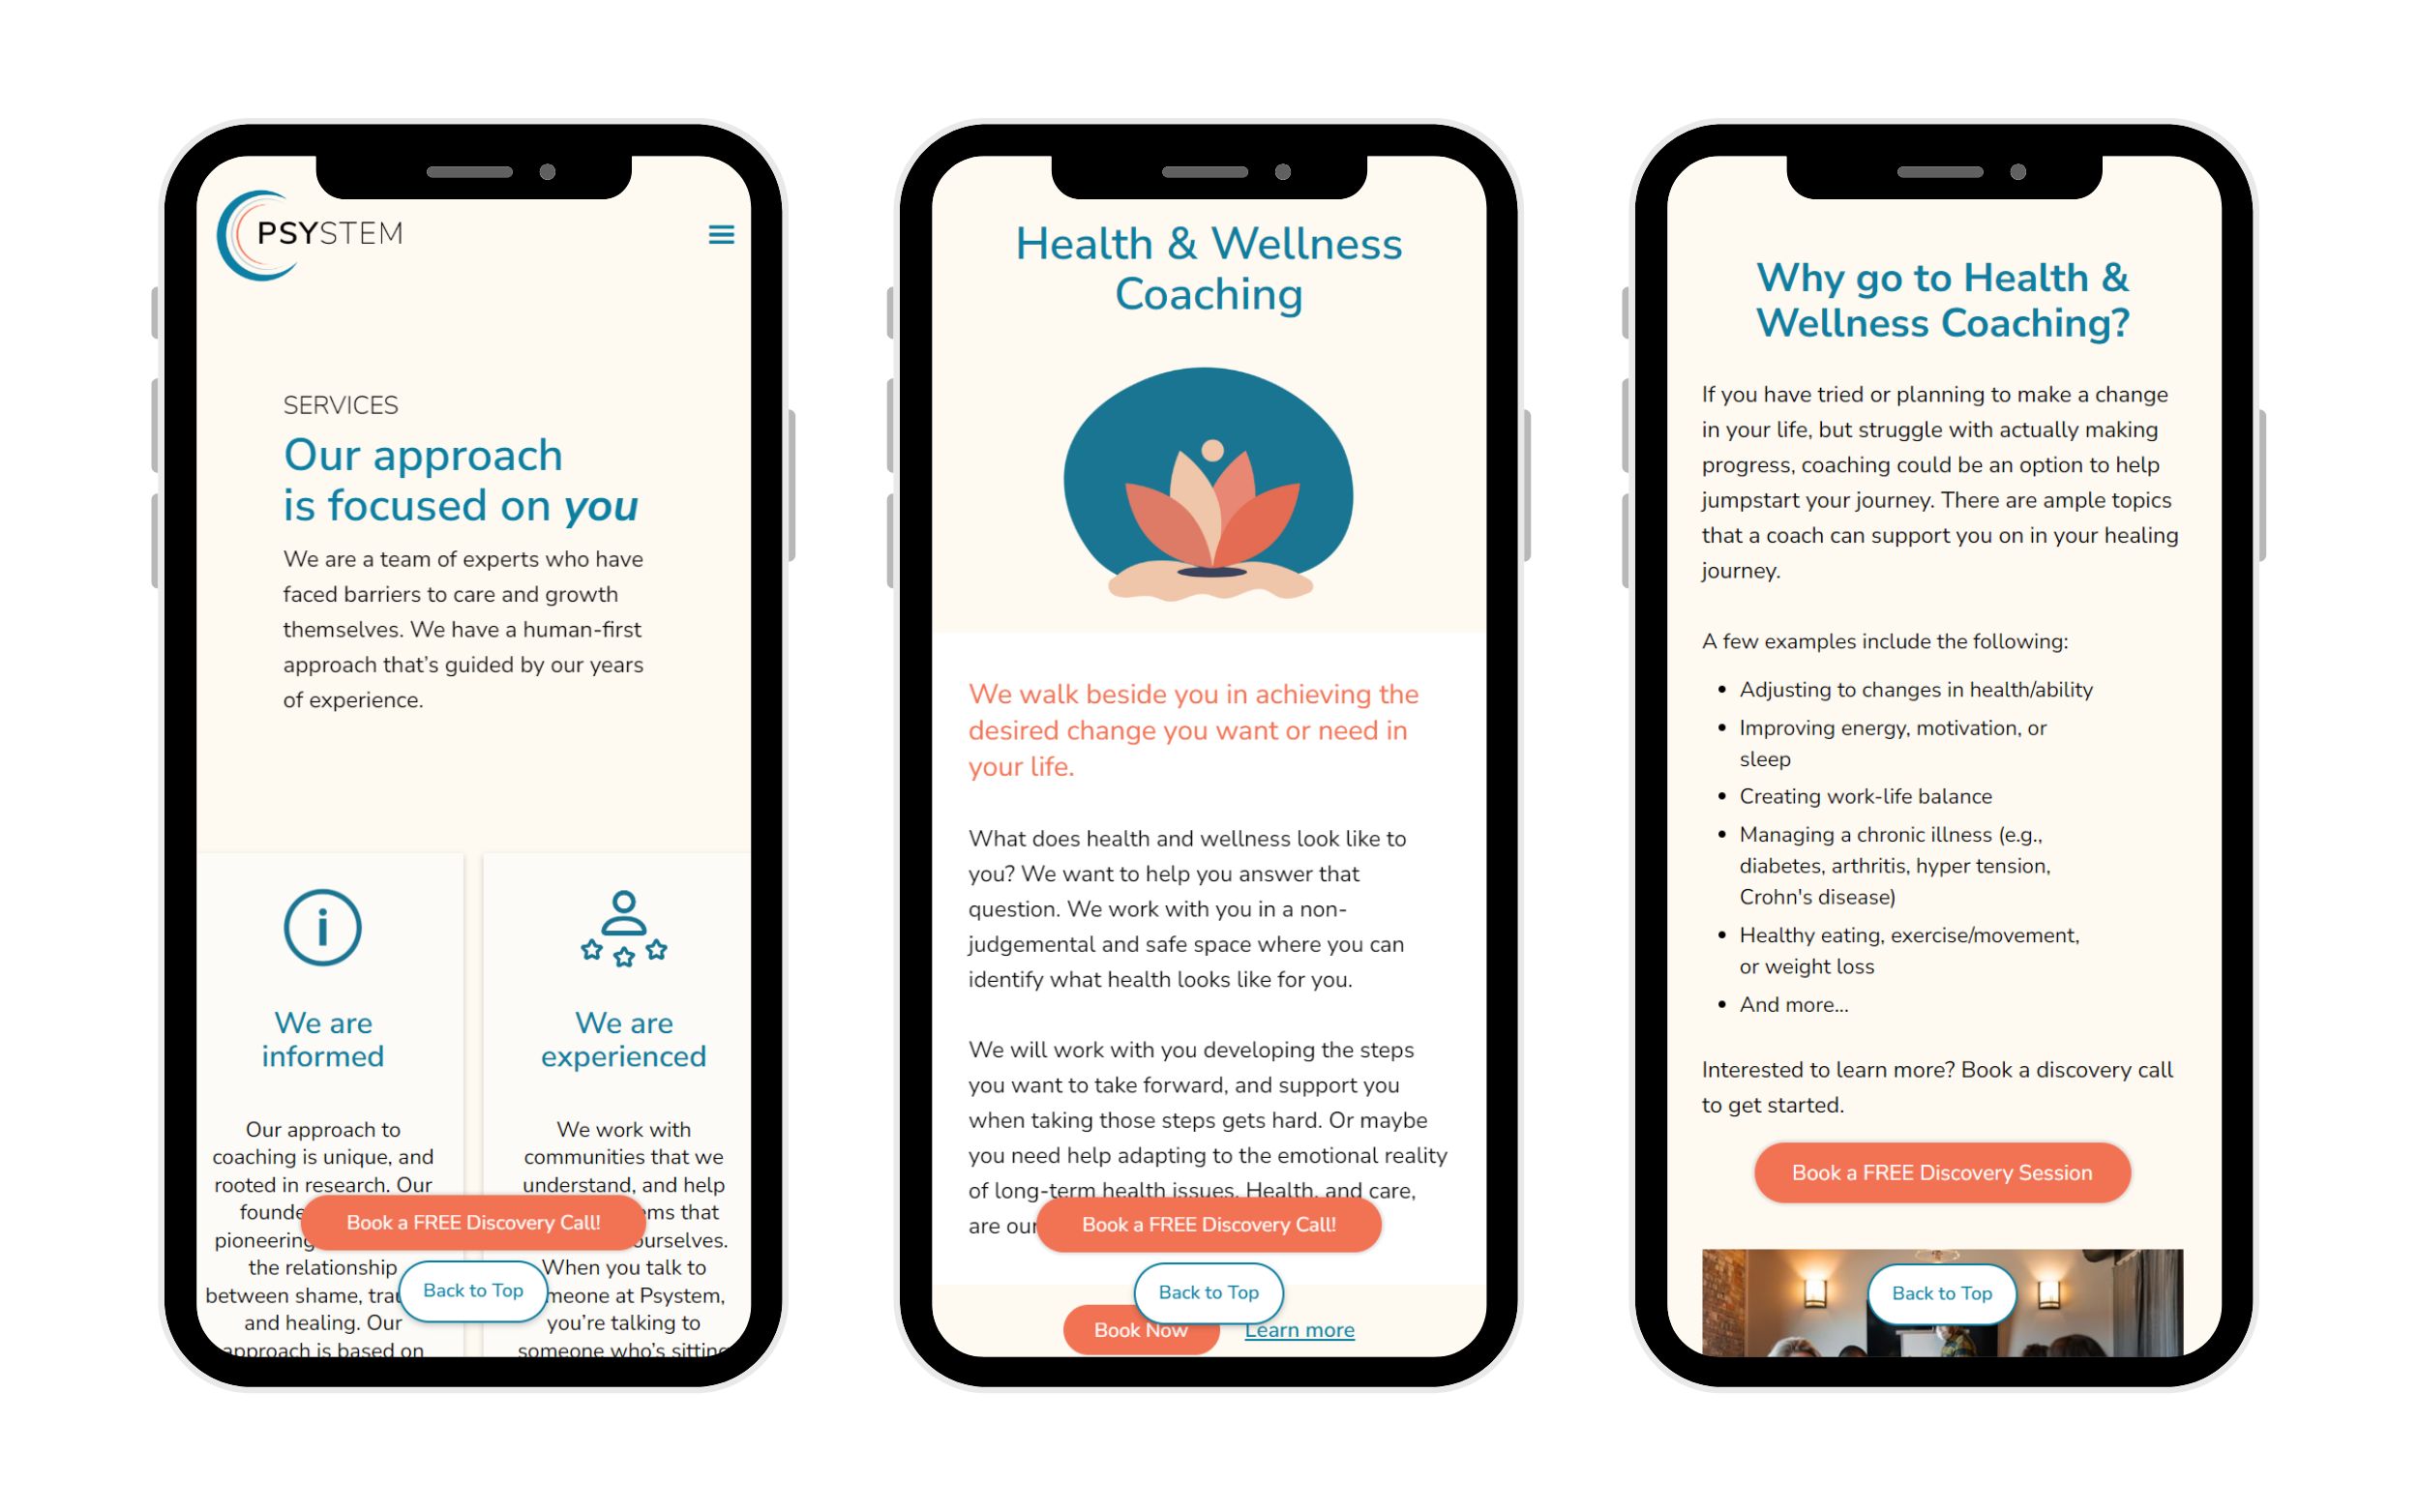 PSYSTEM
SERVICES
Our approach
is focused on you
We are a team of experts who have
faced barriers to care and growth
themselves. We have a human-first
approach that's guided by our years
of experience.
We are
informed
Our approach to
coaching is unique, and
rooted in research. Our
founde
pioneering
the relationship
between shame, trau
and healing. Our
approach is based on
We are
experienced
We work with
communities that we
understand, and help
ems that
ourselves.
When you talk to
meone at Psystem,
you're talking to
someone who's sitting
Book a FREE Discovery Call!
Back to Top
Health & Wellness
Coaching
We walk beside you in achieving the
desired change you want or need in
your life.
What does health and wellness look like to
you? We want to help you answer that
question. We work with you in a non-
judgemental and safe space where you can
identify what health looks like for you.
We will work with you developing the steps
you want to take forward, and support you
when taking those steps gets hard. Or maybe
you need help adapting to the emotional reality
of long-term health issues. Health, and care,
are our
Book a FREE Discovery Call!
Back to Top
Book Now Learn more
Why go to Health &
Wellness Coaching?
If you have tried or planning to make a change
in your life, but struggle with actually making
progress, coaching could be an option to help
jumpstart your journey. There are ample topics
that a coach can support you on in your healing
journey.
A few examples include the following:
• Adjusting to changes in health/ability
• Improving energy, motivation, or
sleep
• Creating work-life balance
• Managing a chronic illness (e.g.,
diabetes, arthritis, hyper tension,
Crohn's disease)
• Healthy eating, exercise/movement,
or weight loss
• And more...
Interested to learn more? Book a discovery call
to get started.
Book a FREE Discovery Session
Back to Top